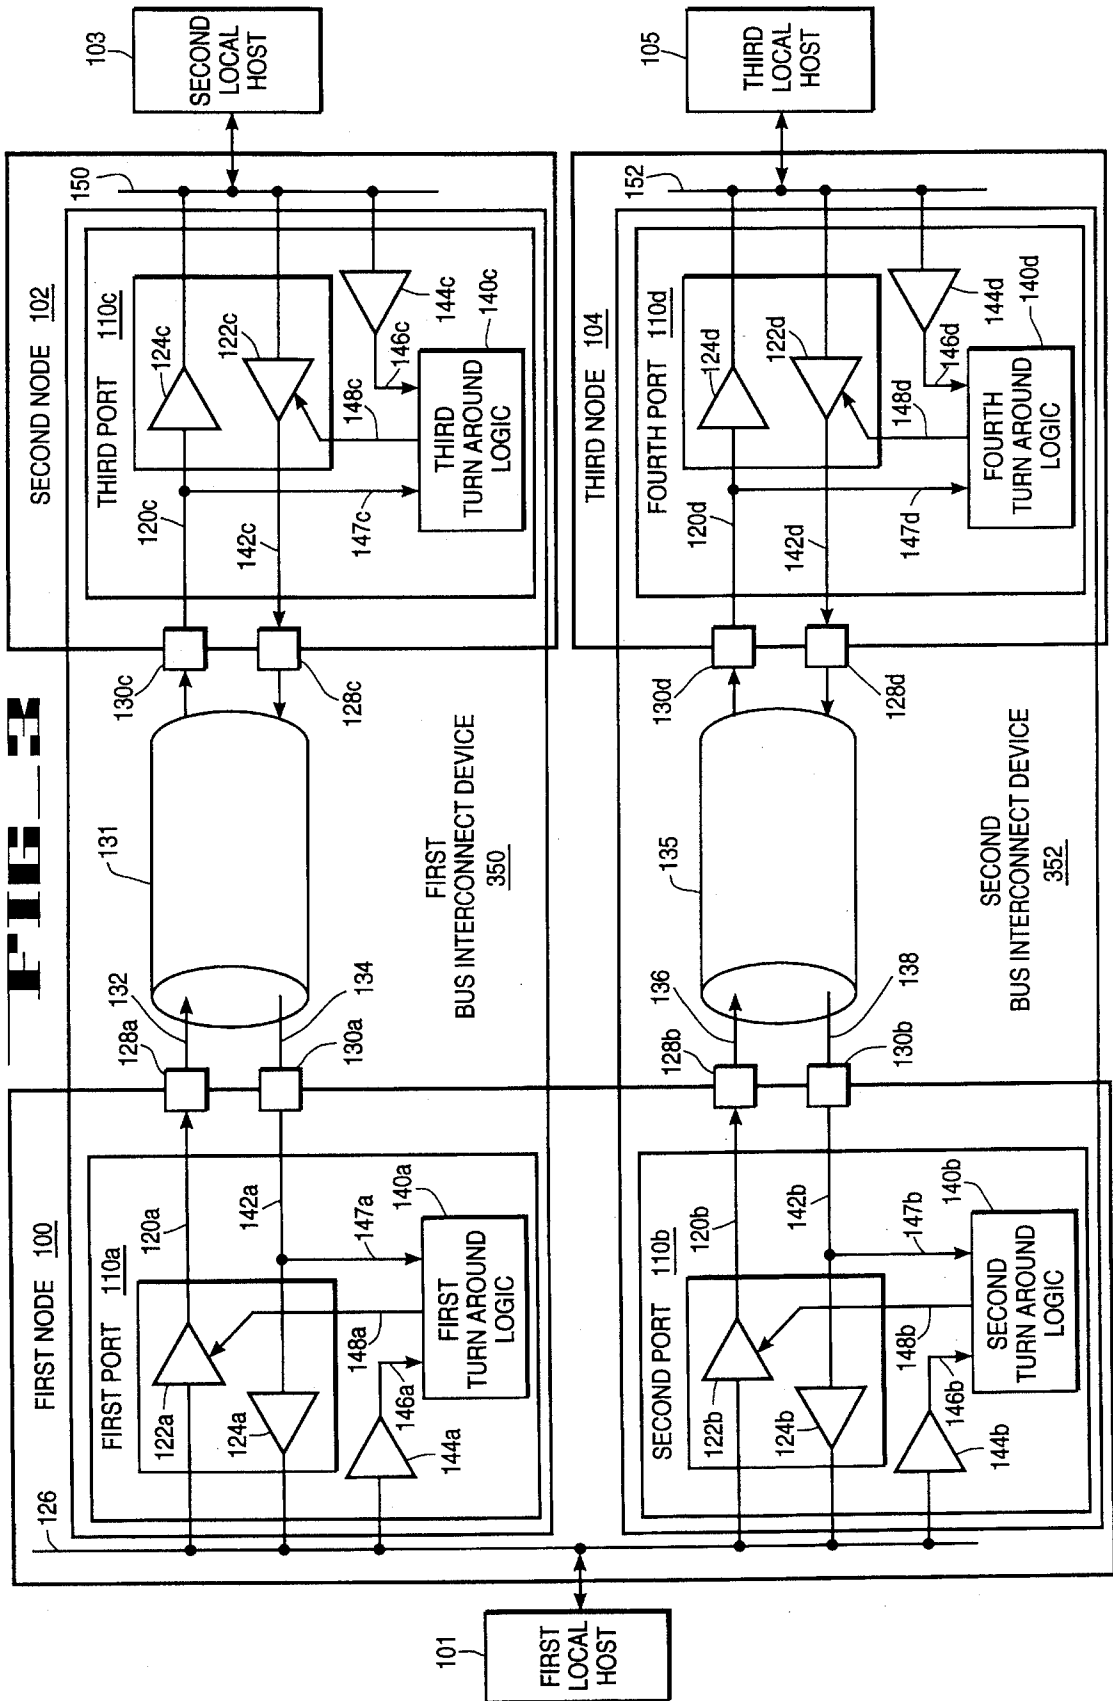 FIG_3
FIRST NODE 100
126
FIRST PORT 110a
122a
124a
120a
142a
144a
146a
147a
148a
140a
FIRST
TURN AROUND
LOGIC
128a
130a
132
134
131
FIRST
BUS INTERCONNECT DEVICE
350
130c
128c
SECOND NODE 102
150
THIRD PORT 110c
120c
124c
122c
142c
144c
146c
147c
148c
140c
THIRD
TURN AROUND
LOGIC
103
SECOND
LOCAL
HOST
101
FIRST
LOCAL
HOST
SECOND PORT 110b
122b
124b
120b
142b
144b
146b
147b
148b
140b
SECOND
TURN AROUND
LOGIC
128b
130b
136
138
135
SECOND
BUS INTERCONNECT DEVICE
352
130d
128d
THIRD NODE 104
152
FOURTH PORT 110d
120d
124d
122d
142d
144d
146d
147d
148d
140d
FOURTH
TURN AROUND
LOGIC
105
THIRD
LOCAL
HOST